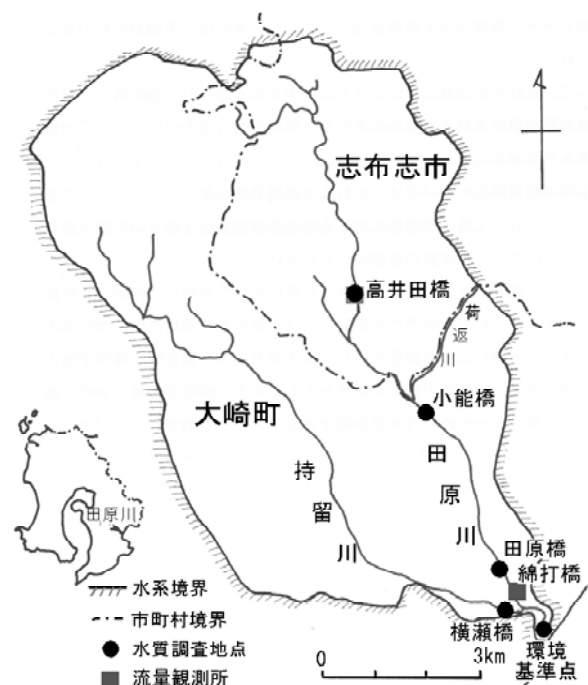 志布志市
高井田橋
荷返川
小能橋
大崎町
持留川
田原川
田原川
田原橋
綿打橋
横瀬橋
環境
基準点
水系境界
市町村境界
水質調査地点
流量観測所
0
3km